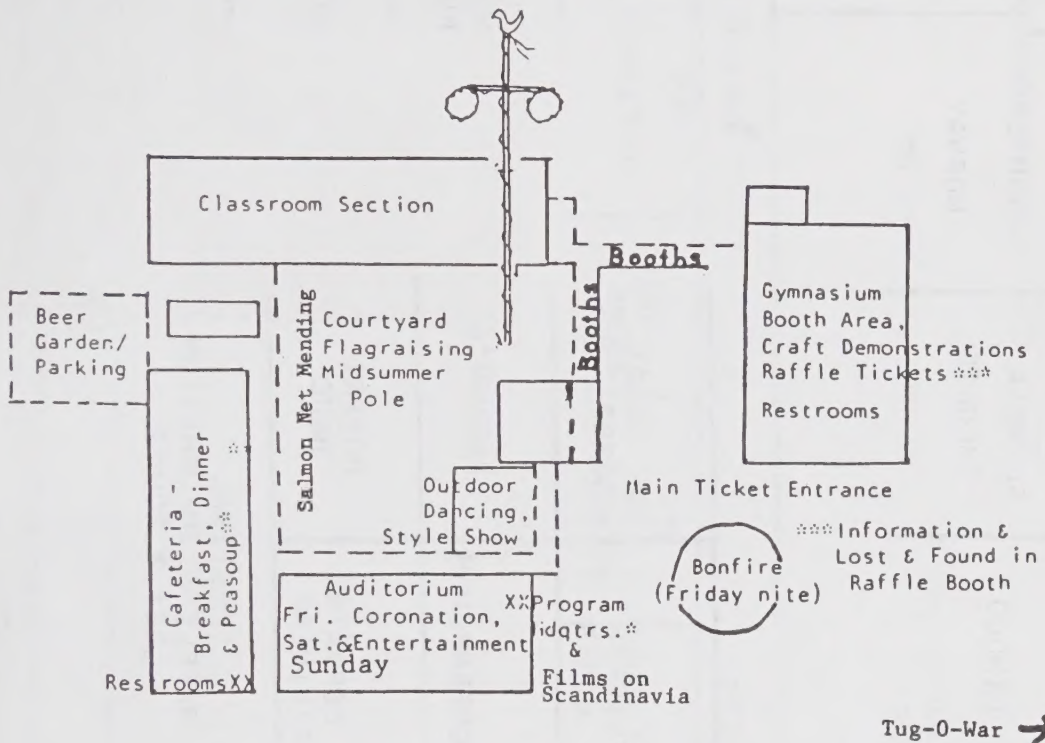 Classroom Section
Booths
Booths
Beer
Garden/
Parking
Salmon Net Mending
Courtyard
Flagraising
Midsummer
Pole
Gymnasium
Booth Area,
Craft Demonstrations
Raffle Tickets ***
Restrooms
Cafeteria -
Breakfast, Dinner
& Peasoup**
*
Outdoor
Dancing,
Style Show
Main Ticket Entrance
***Information &
Lost & Found in
Raffle Booth
Bonfire
(Friday nite)
Auditorium
Fri. Coronation,
Sat.&Entertainment
Sunday
XXProgram
Hdqtrs.*
&
Films on
Scandinavia
RestroomsXX
Tug-O-War